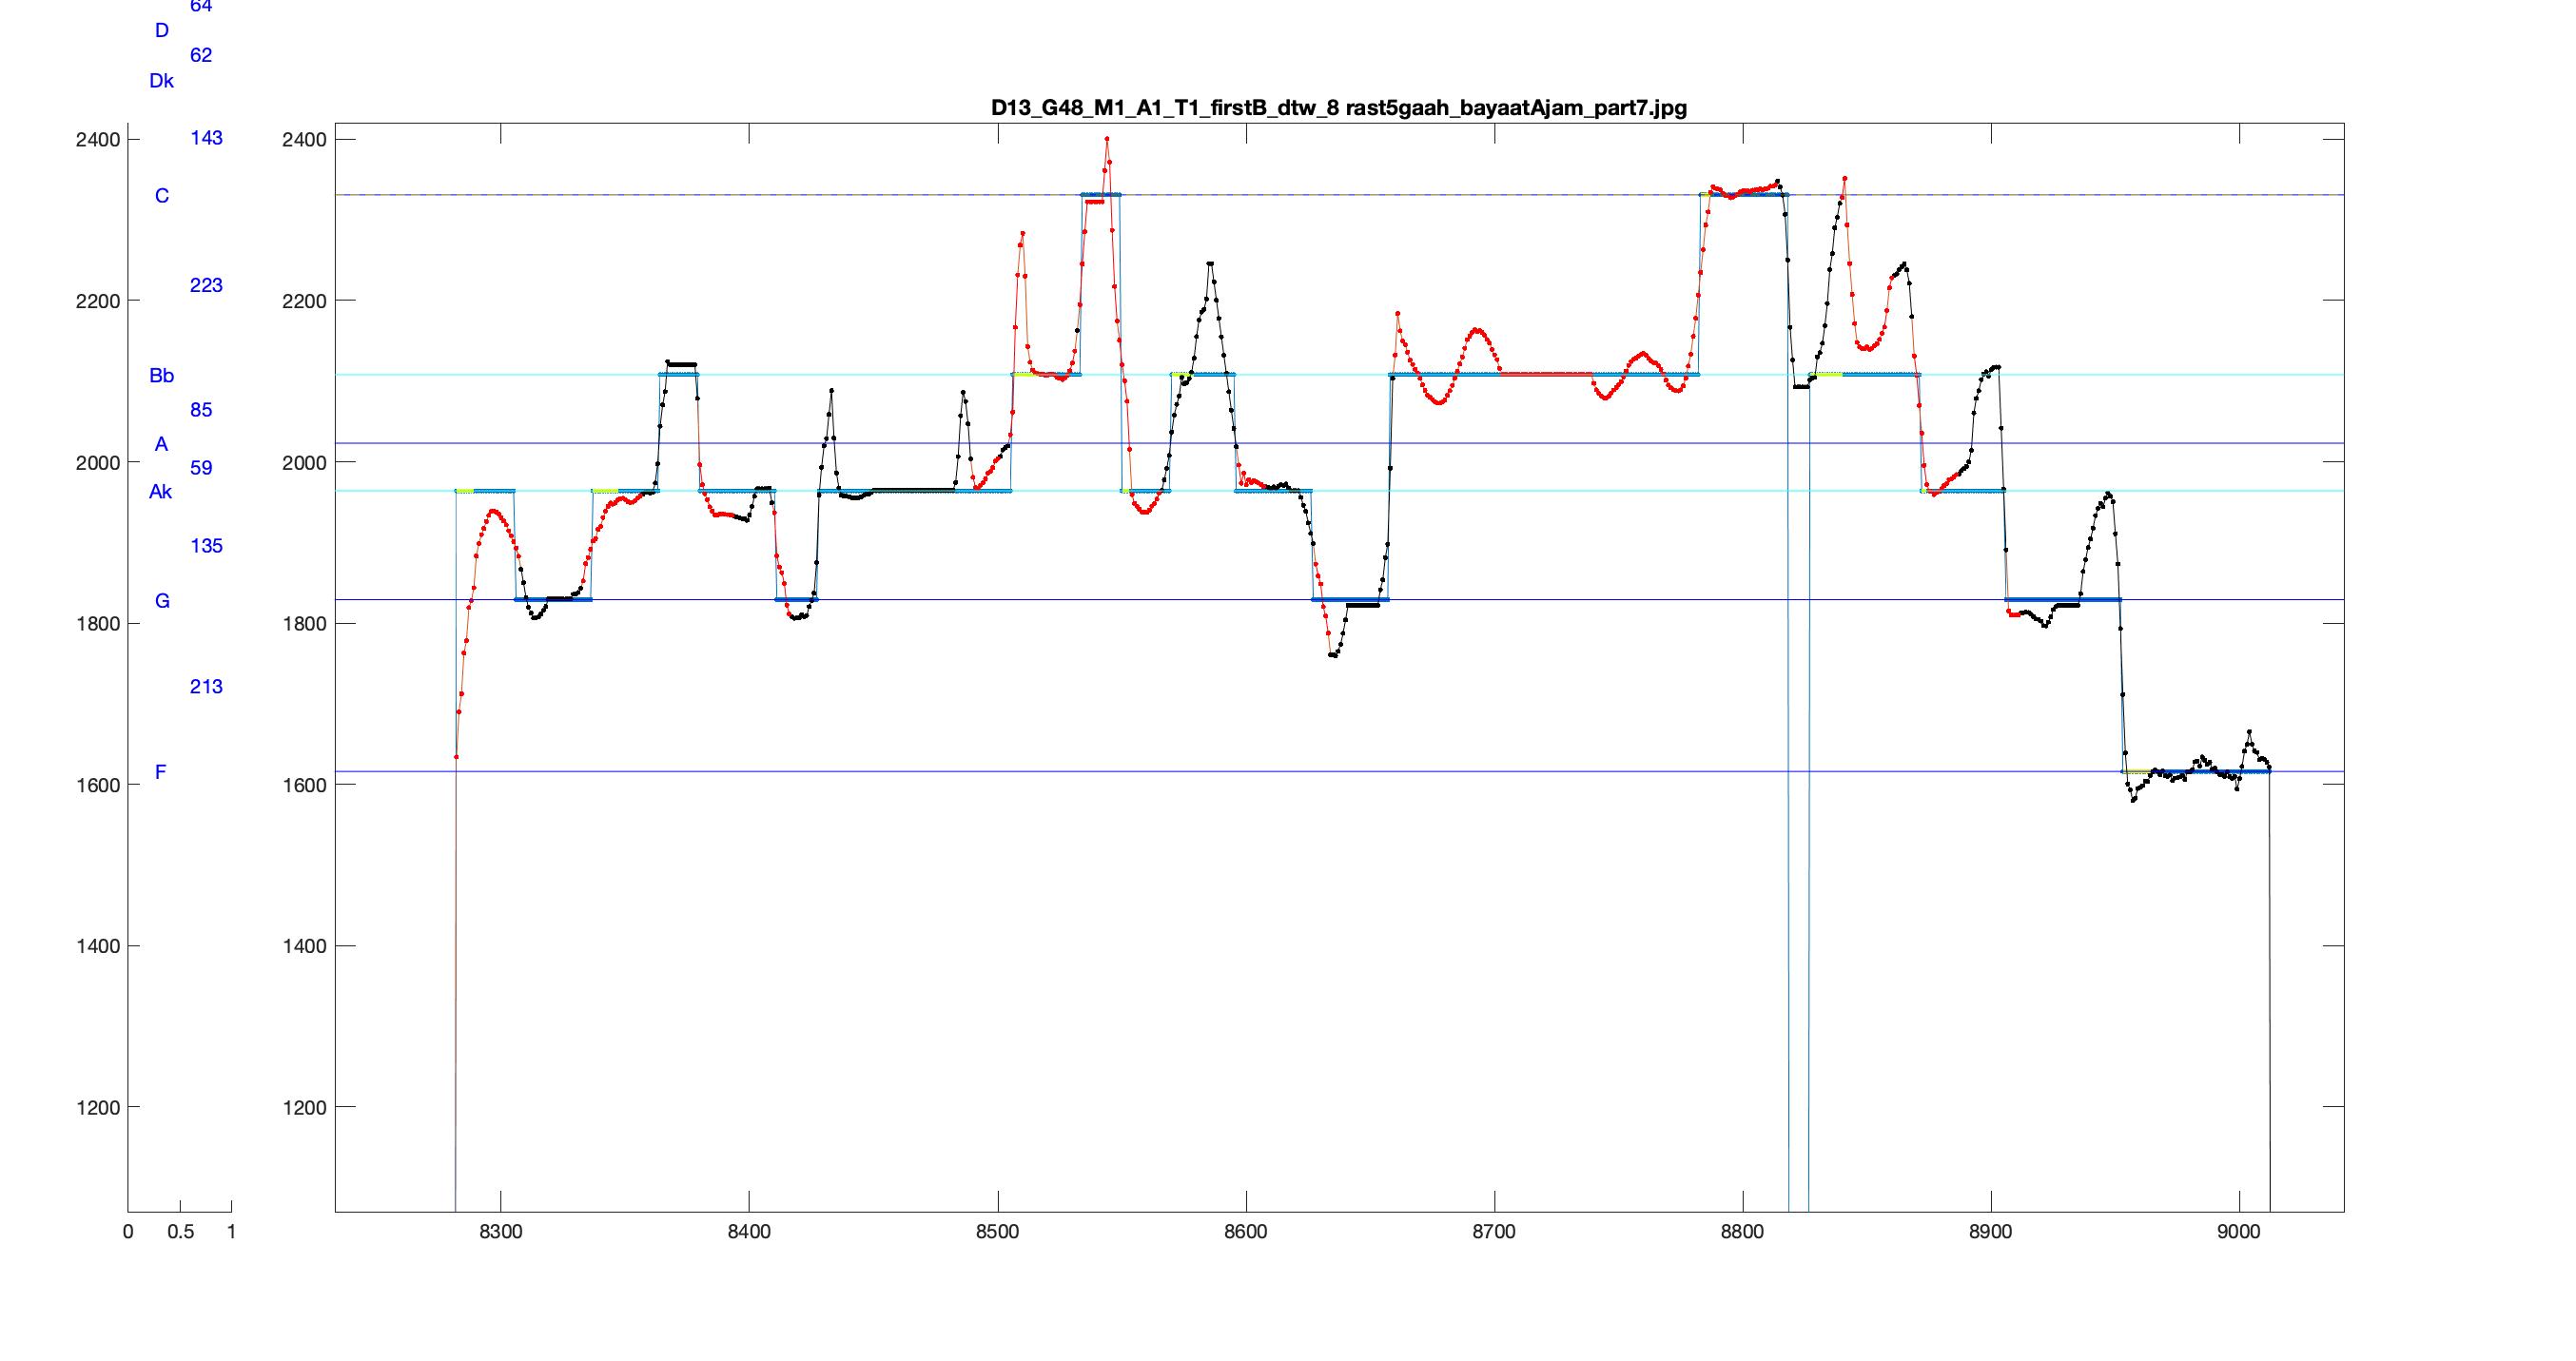 64
D
62
Dk
D13_G48_M1_A1_T1_firstB_dtw_8 rast5gaah_bayaatAjam_part7.jpg
2400 143 2400
C
2200 223 2200
Bb
85
A
2000 59 2000
Ak
135
G
1800 1800
213
F
1600 1600
1400 1400
1200 1200
0 0.5 1 8300 8400 8500 8600 8700 8800 8900 9000